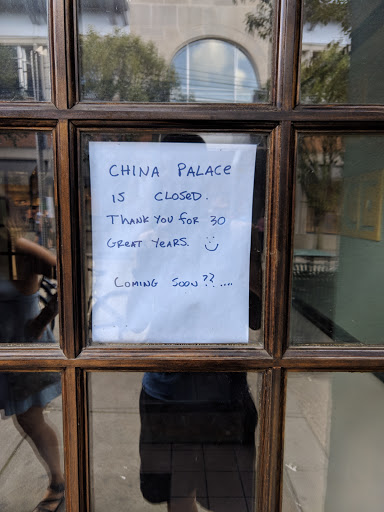 CHINA PALACE
IS CLOSED.
THANK YOU FOR 30
GREAT YEARS. :)
COMING SOON??....